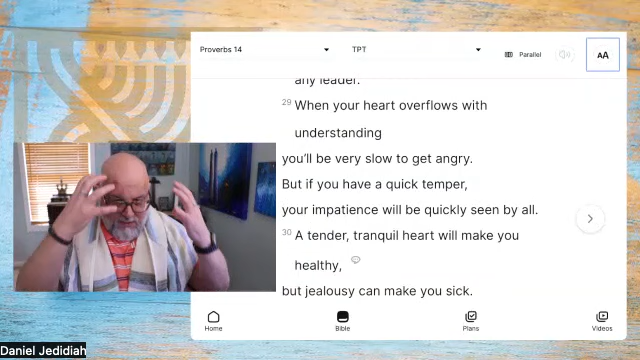 Proverbs 14
TPT
Parallel
AA
any leader.
29 When your heart overflows with
understanding
you'll be very slow to get angry.
But if you have a quick temper,
your impatience will be quickly seen by all.
30 A tender, tranquil heart will make you
healthy,
but jealousy can make you sick.
Home
Bible
Plans
Videos
Daniel Jedidiah